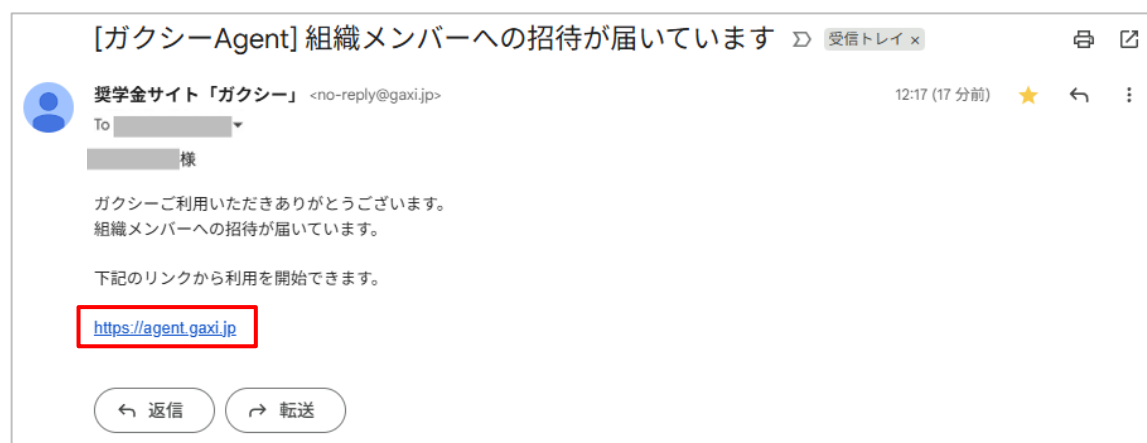 [ガクシーAgent] 組織メンバーへの招待が届いています 受信トレイ ×
奨学金サイト「ガクシー」 <no-reply@gaxi.jp> 12:17 (17 分前)
To
様
ガクシーご利用いただきありがとうございます。
組織メンバーへの招待が届いています。
下記のリンクから利用を開始できます。
https://agent.gaxi.jp
返信 転送